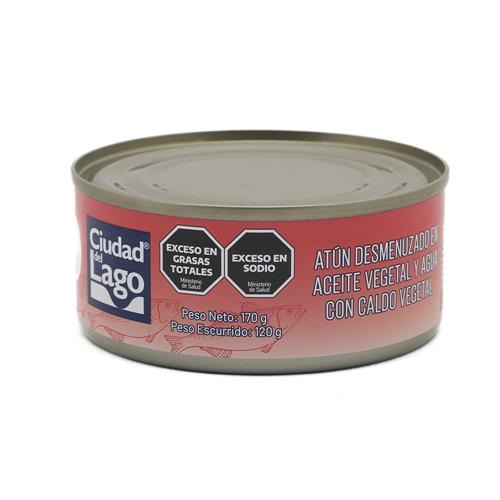 Ciudad®
del
Lago
EXCESO EN
GRASAS
TOTALES
Ministerio
de Salud
EXCESO EN
SODIO
Ministerio
de Salud
Peso Neto: 170 g
Peso Escurrido: 120 g
ATÚN DESMENUZADO EN
ACEITE VEGETAL Y AGUA
CON CALDO VEGETAL